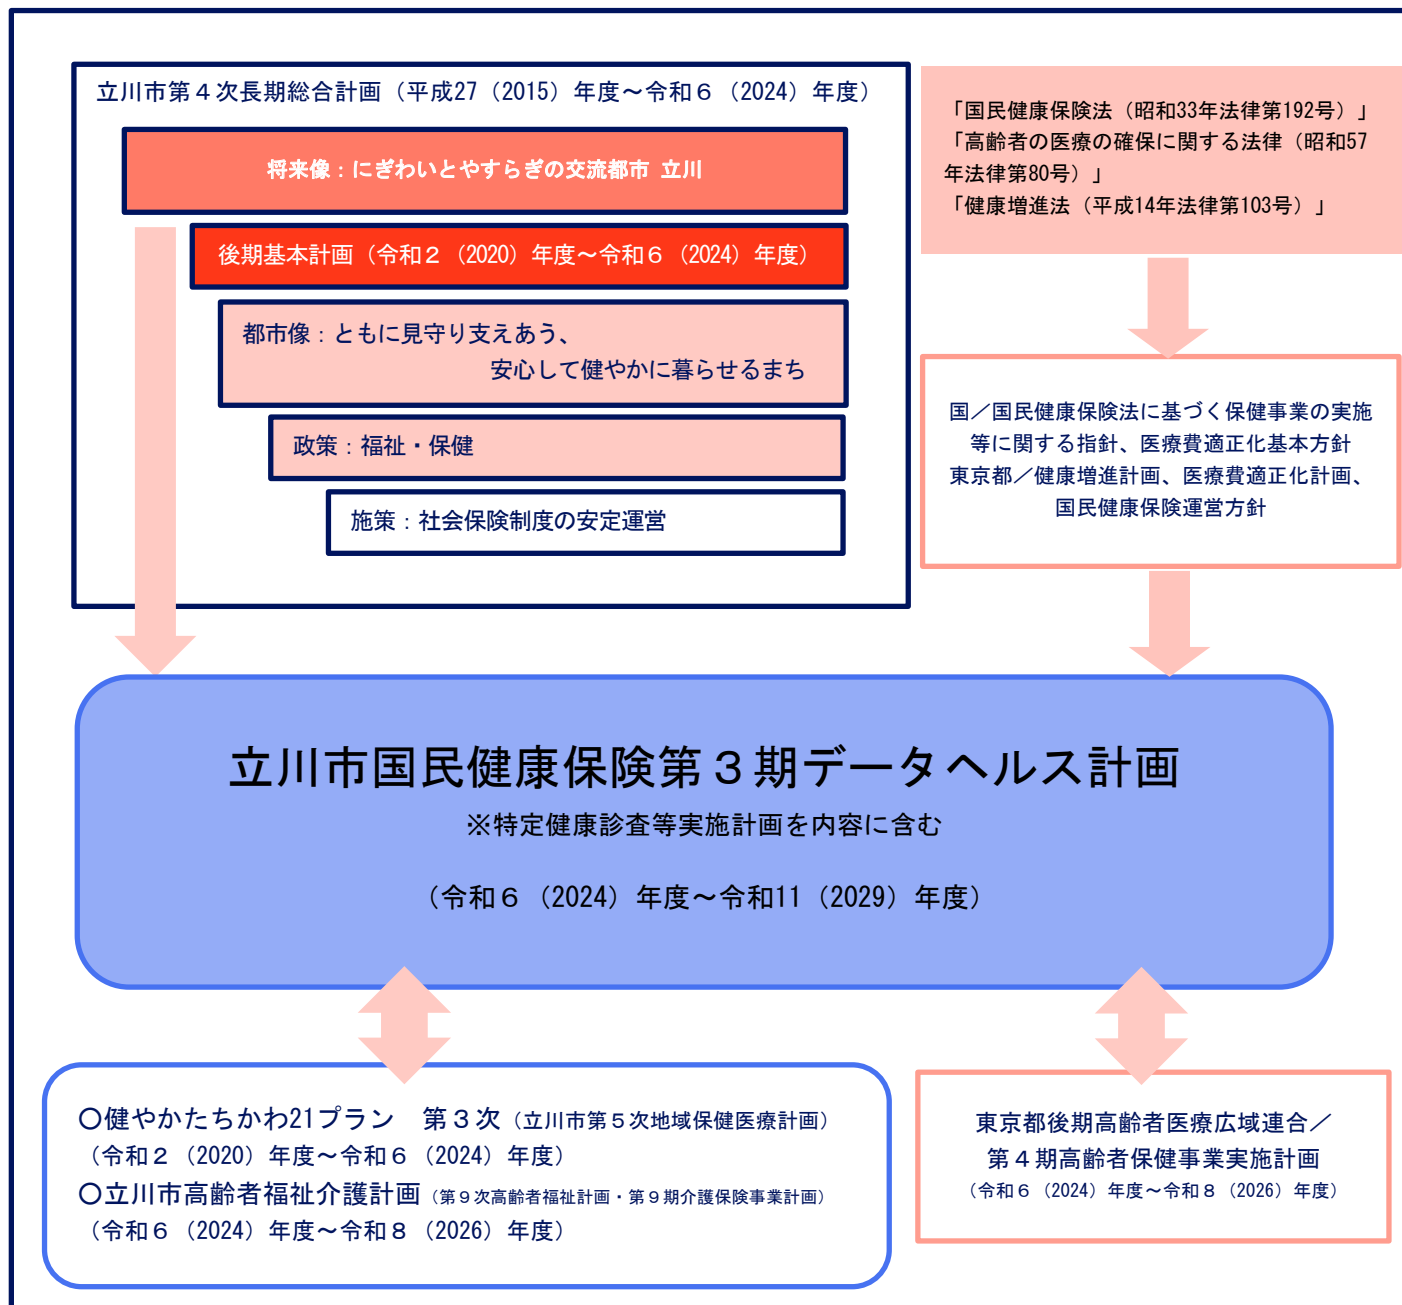 立川市第４次長期総合計画（平成27（2015）年度～令和６（2024）年度）
将来像：にぎわいとやすらぎの交流都市 立川
後期基本計画（令和２（2020）年度～令和６（2024）年度）
都市像：ともに見守り支えあう、
安心して健やかに暮らせるまち
政策：福祉・保健
施策：社会保険制度の安定運営
「国民健康保険法（昭和33年法律第192号）」
「高齢者の医療の確保に関する法律（昭和57
年法律第80号）」
「健康増進法（平成14年法律第103号）」
国／国民健康保険法に基づく保健事業の実施
等に関する指針、医療費適正化基本方針
東京都／健康増進計画、医療費適正化計画、
国民健康保険運営方針
立川市国民健康保険第３期データヘルス計画
※特定健康診査等実施計画を内容に含む
（令和６（2024）年度～令和11（2029）年度）
〇健やかたちかわ21プラン　第３次（立川市第５次地域保健医療計画）
（令和２（2020）年度～令和６（2024）年度）
〇立川市高齢者福祉介護計画（第９次高齢者福祉計画・第９期介護保険事業計画）
（令和６（2024）年度～令和８（2026）年度）
東京都後期高齢者医療広域連合／
第４期高齢者保健事業実施計画
（令和６（2024）年度～令和８（2026）年度）